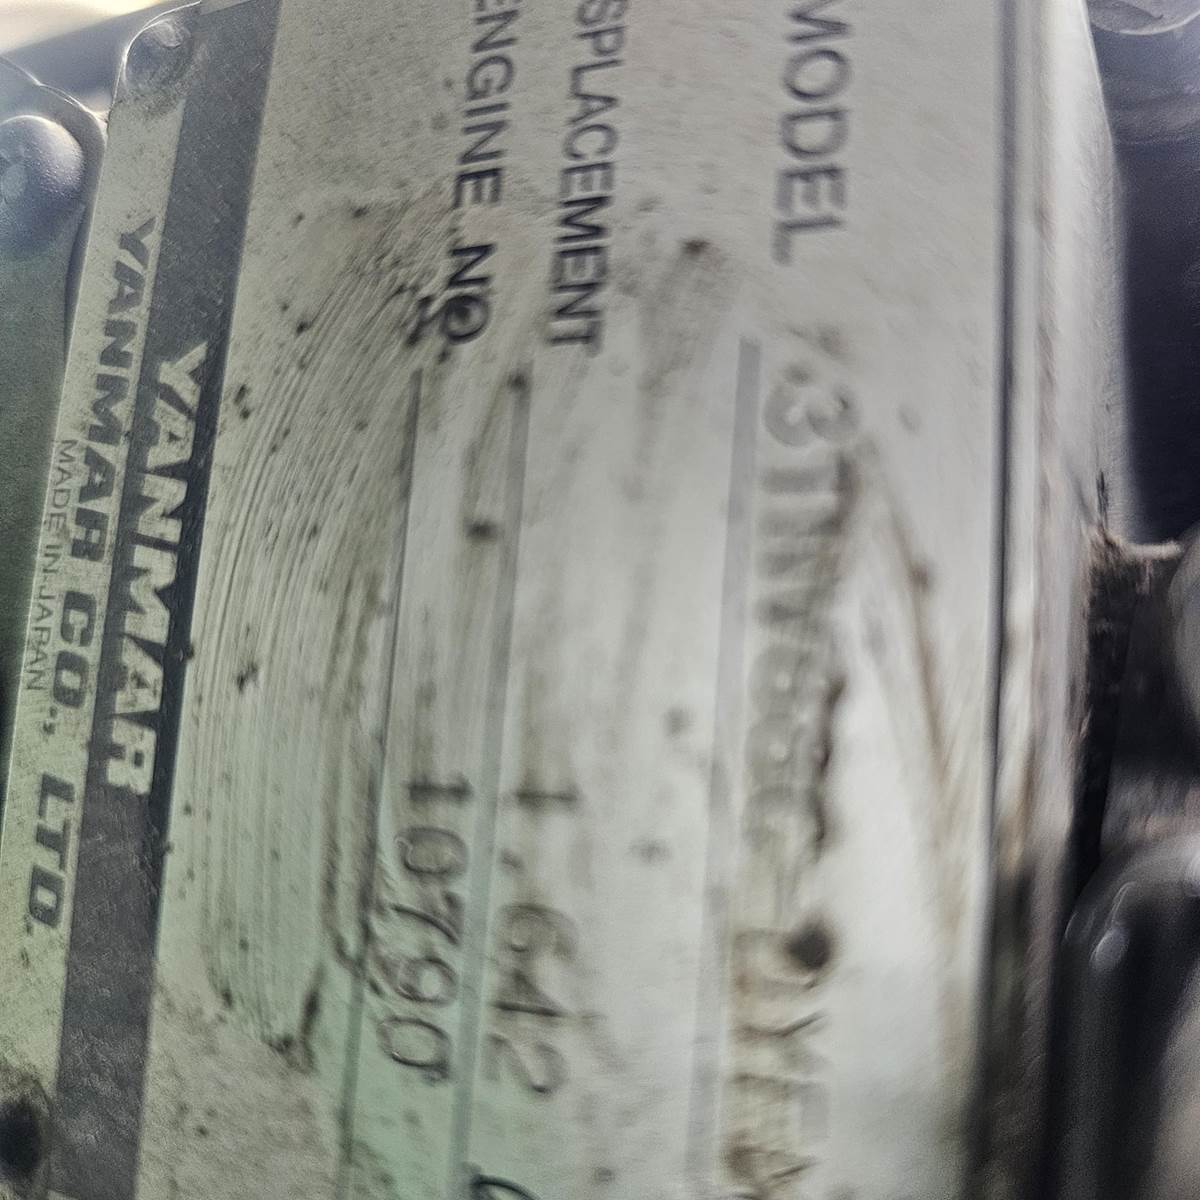 MODEL
SPLACEMENT 1.642
ENGINE NO 10790
YANMAR
YANMAR CO., LTD.
MADE IN JAPAN